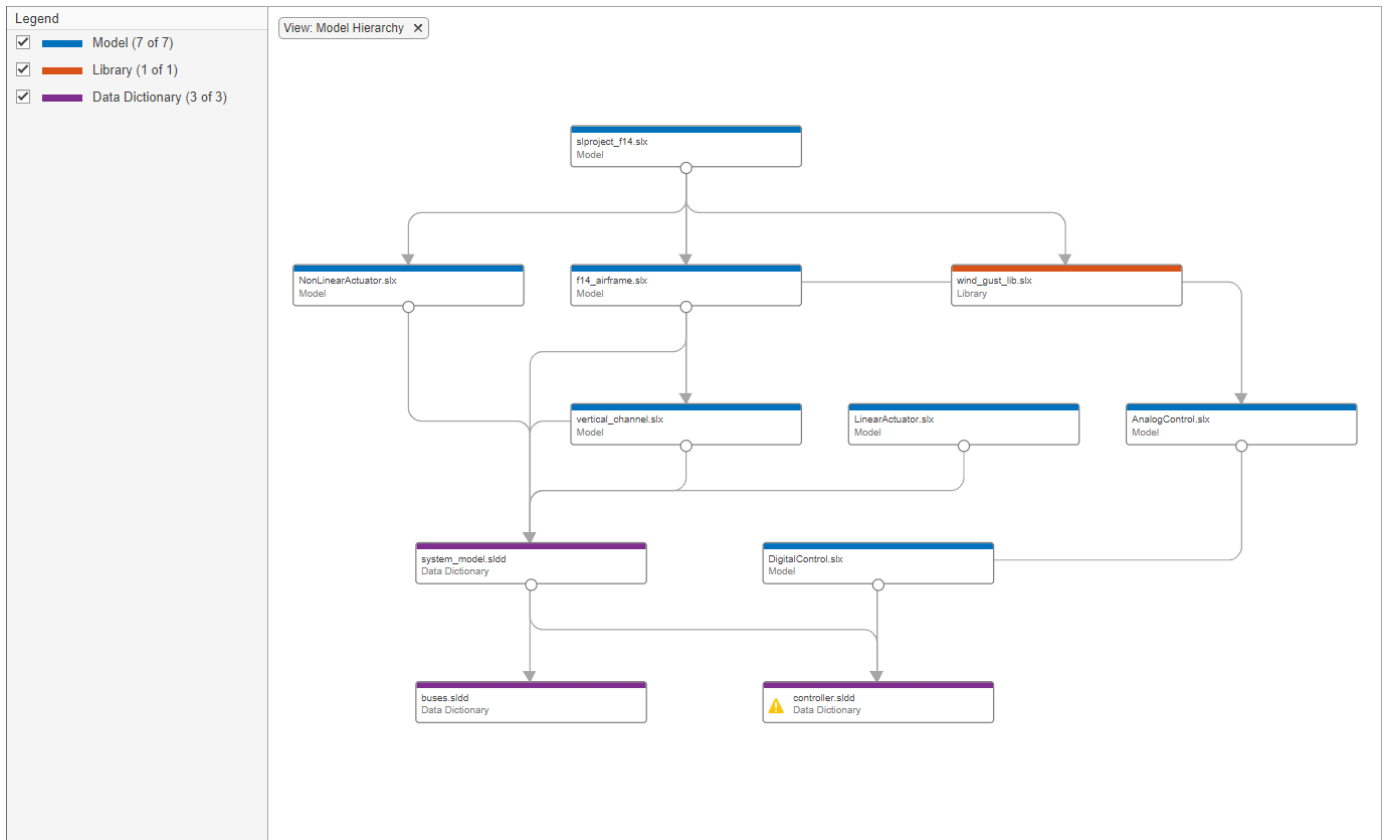 Legend
Model (7 of 7)
Library (1 of 1)
Data Dictionary (3 of 3)
View: Model Hierarchy
slproject_f14.slx
Model
NonLinearActuator.slx
Model
f14_airframe.slx
Model
wind_gust_lib.slx
Library
vertical_channel.slx
Model
LinearActuator.slx
Model
AnalogControl.slx
Model
system_model.sldd
Data Dictionary
DigitalControl.slx
Model
buses.sldd
Data Dictionary
controller.sldd
Data Dictionary